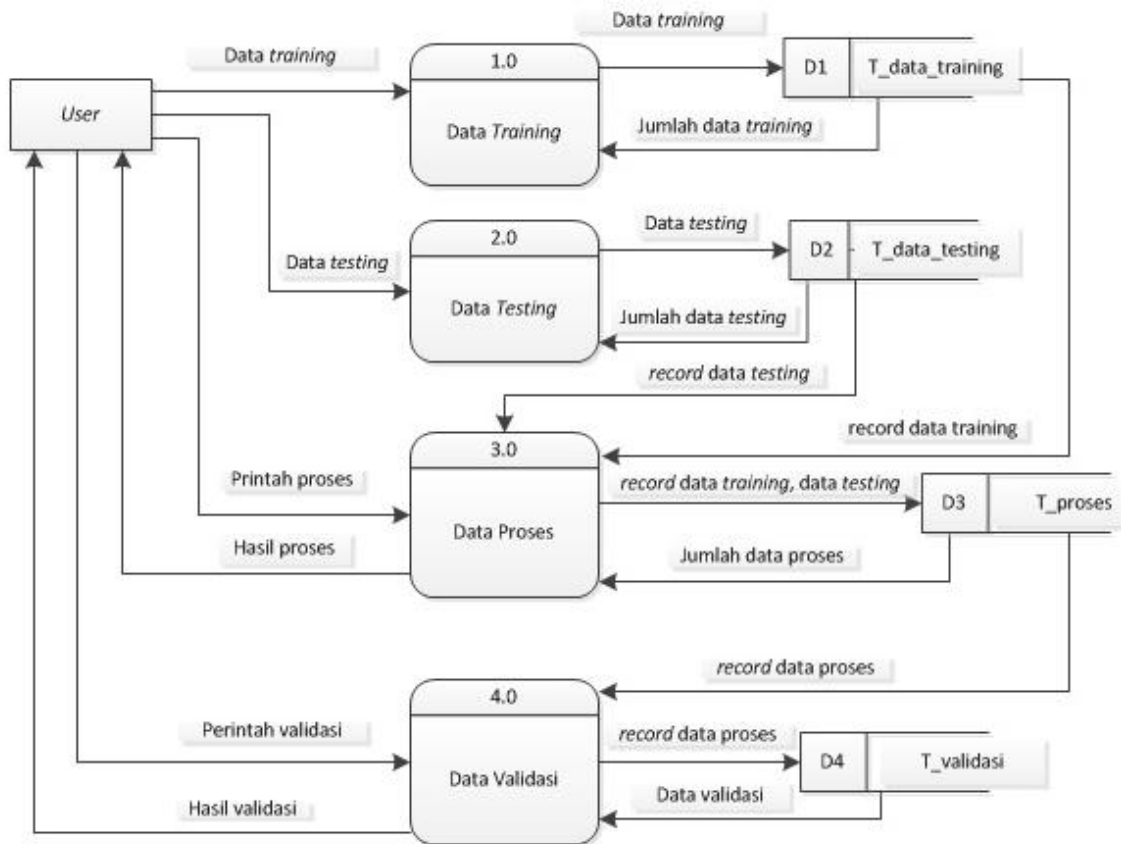 Data training
Data training
1.0
D1
T_data_training
User
Data Training
Jumlah data training
2.0
Data testing
D2
T_data_testing
Data testing
Data Testing
Jumlah data testing
record data testing
record data training
3.0
Printah proses
record data training, data testing
D3
T_proses
Data Proses
Hasil proses
Jumlah data proses
record data proses
4.0
Perintah validasi
record data proses
D4
T_validasi
Data Validasi
Data validasi
Hasil validasi